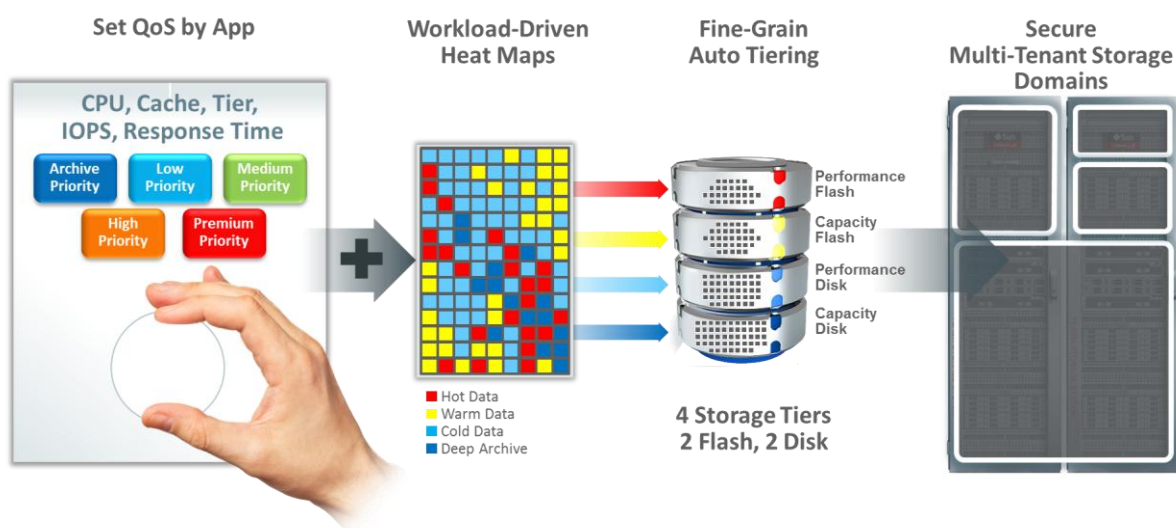 Set QoS by App
CPU, Cache, Tier,
IOPS, Response Time
Archive
Priority
Low
Priority
Medium
Priority
High
Priority
Premium
Priority
Workload-Driven
Heat Maps
Hot Data
Warm Data
Cold Data
Deep Archive
Fine-Grain
Auto Tiering
Performance
Flash
Capacity
Flash
Performance
Disk
Capacity
Disk
4 Storage Tiers
2 Flash, 2 Disk
Secure
Multi-Tenant Storage
Domains